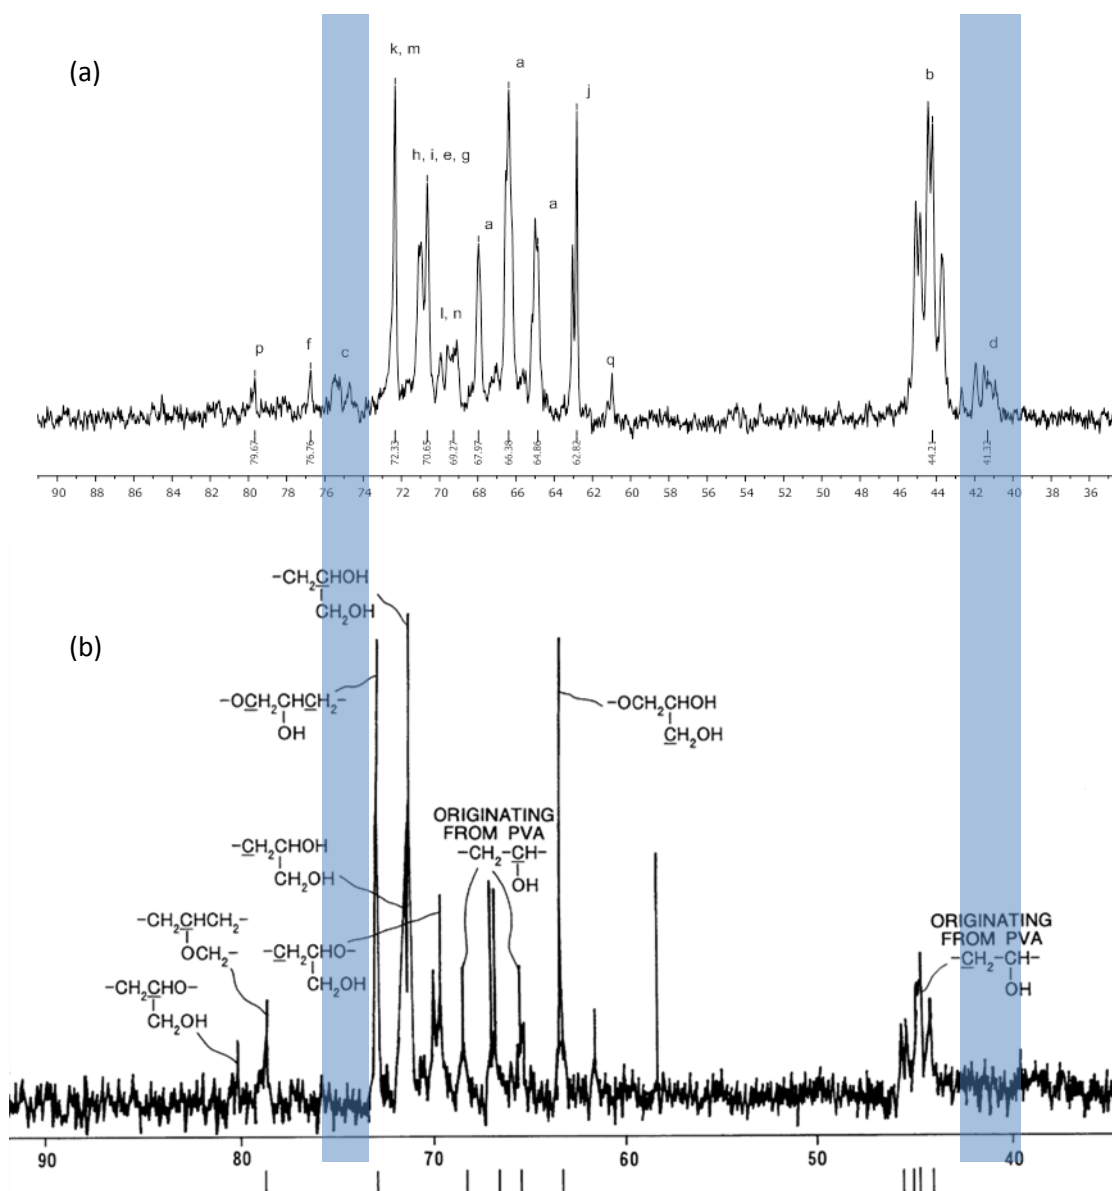 (a)
k, m
a
j
b
h, i, e, g
a
a
l, n
p
f
c
q
d
79.67
76.76
72.33
70.65
69.27
67.97
66.38
64.86
62.82
44.21
41.32
90 88 86 84 82 80 78 76 74 72 70 68 66 64 62 60 58 56 54 52 50 48 46 44 42 40 38 36
(b)
-CH2CHOH
CH2OH
-OCH2CHCH2-
OH
-OCH2CHOH
CH2OH
ORIGINATING
FROM PVA
-CH2-CH-
OH
-CH2CHOH
CH2OH
-CH2CHCH2-
OCH2-
-CH2CHO-
CH2OH
-CH2CHO-
CH2OH
ORIGINATING
FROM PVA
-CH2-CH-
OH
90 80 70 60 50 40